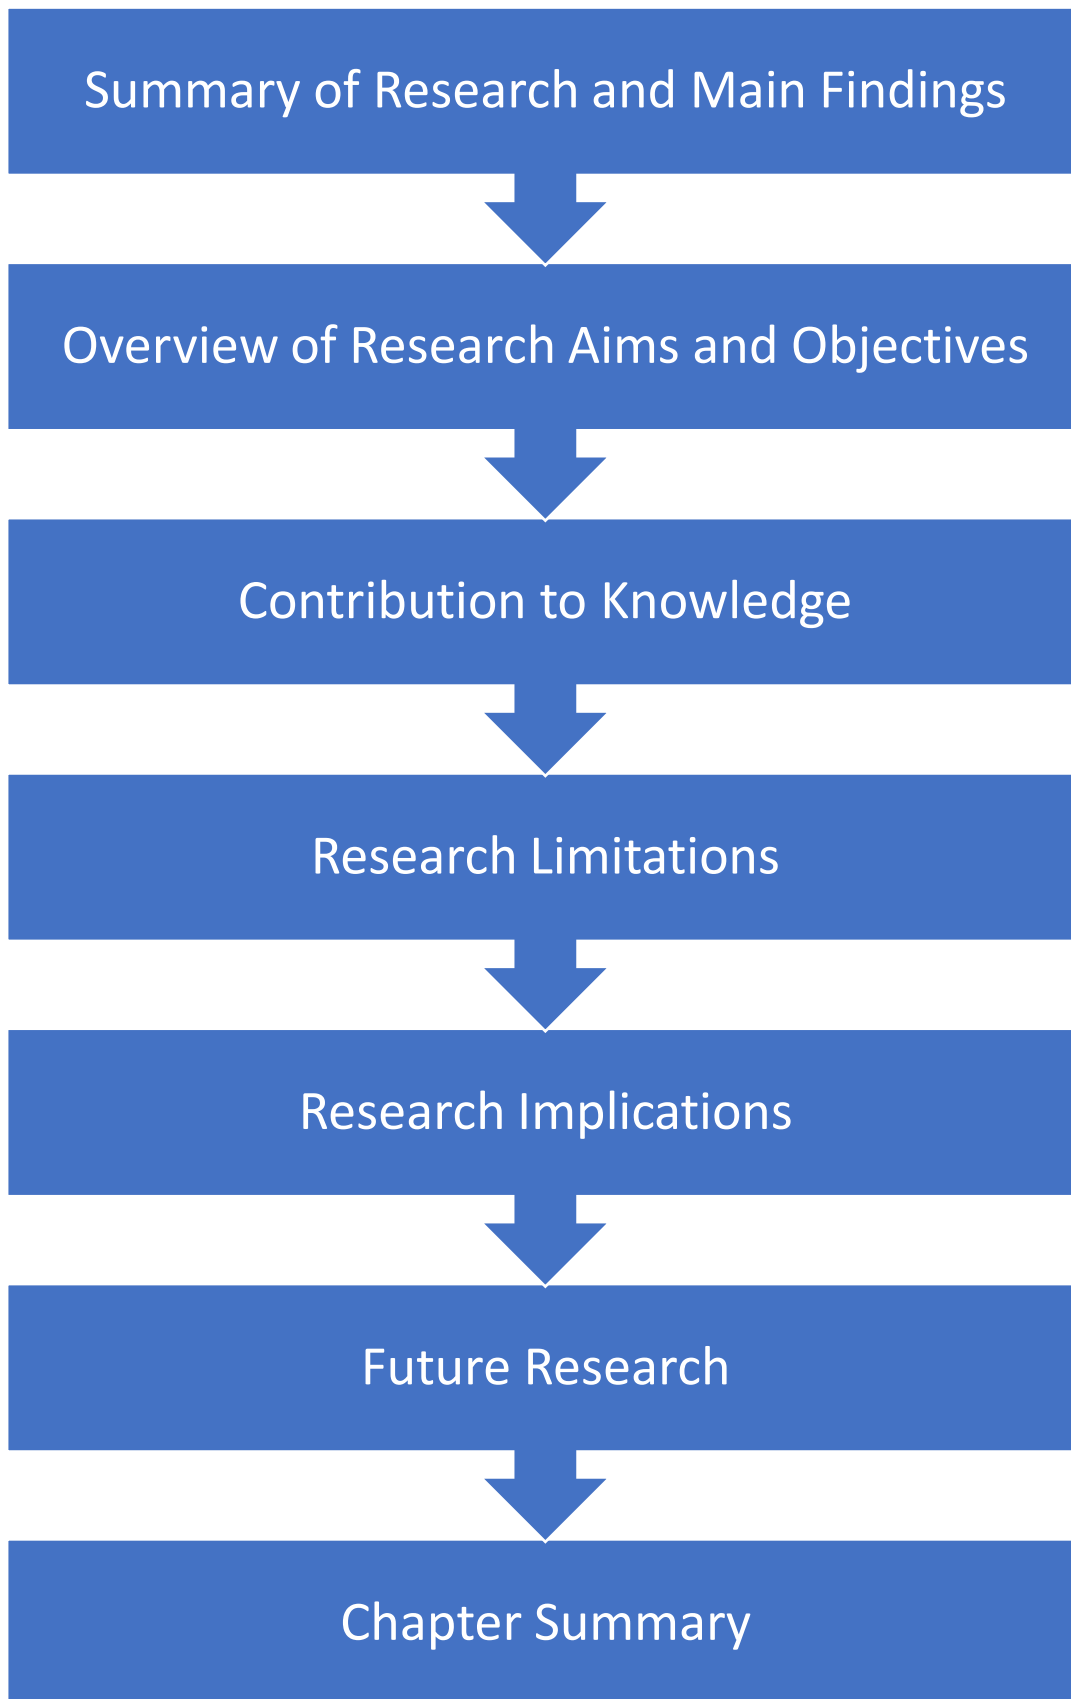 Summary of Research and Main Findings
Overview of Research Aims and Objectives
Contribution to Knowledge
Research Limitations
Research Implications
Future Research
Chapter Summary